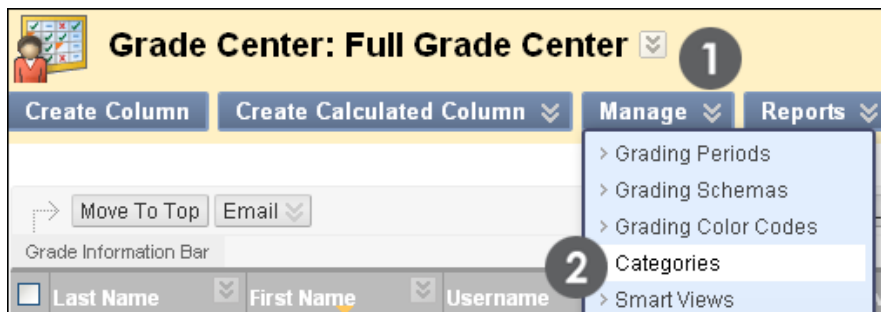 Grade Center: Full Grade Center
1
Create Column
Create Calculated Column
Manage
Reports
Grading Periods
Grading Schemas
Move To Top
Email
Grading Color Codes
Grade Information Bar
2
Categories
Last Name
First Name
Username
Smart Views